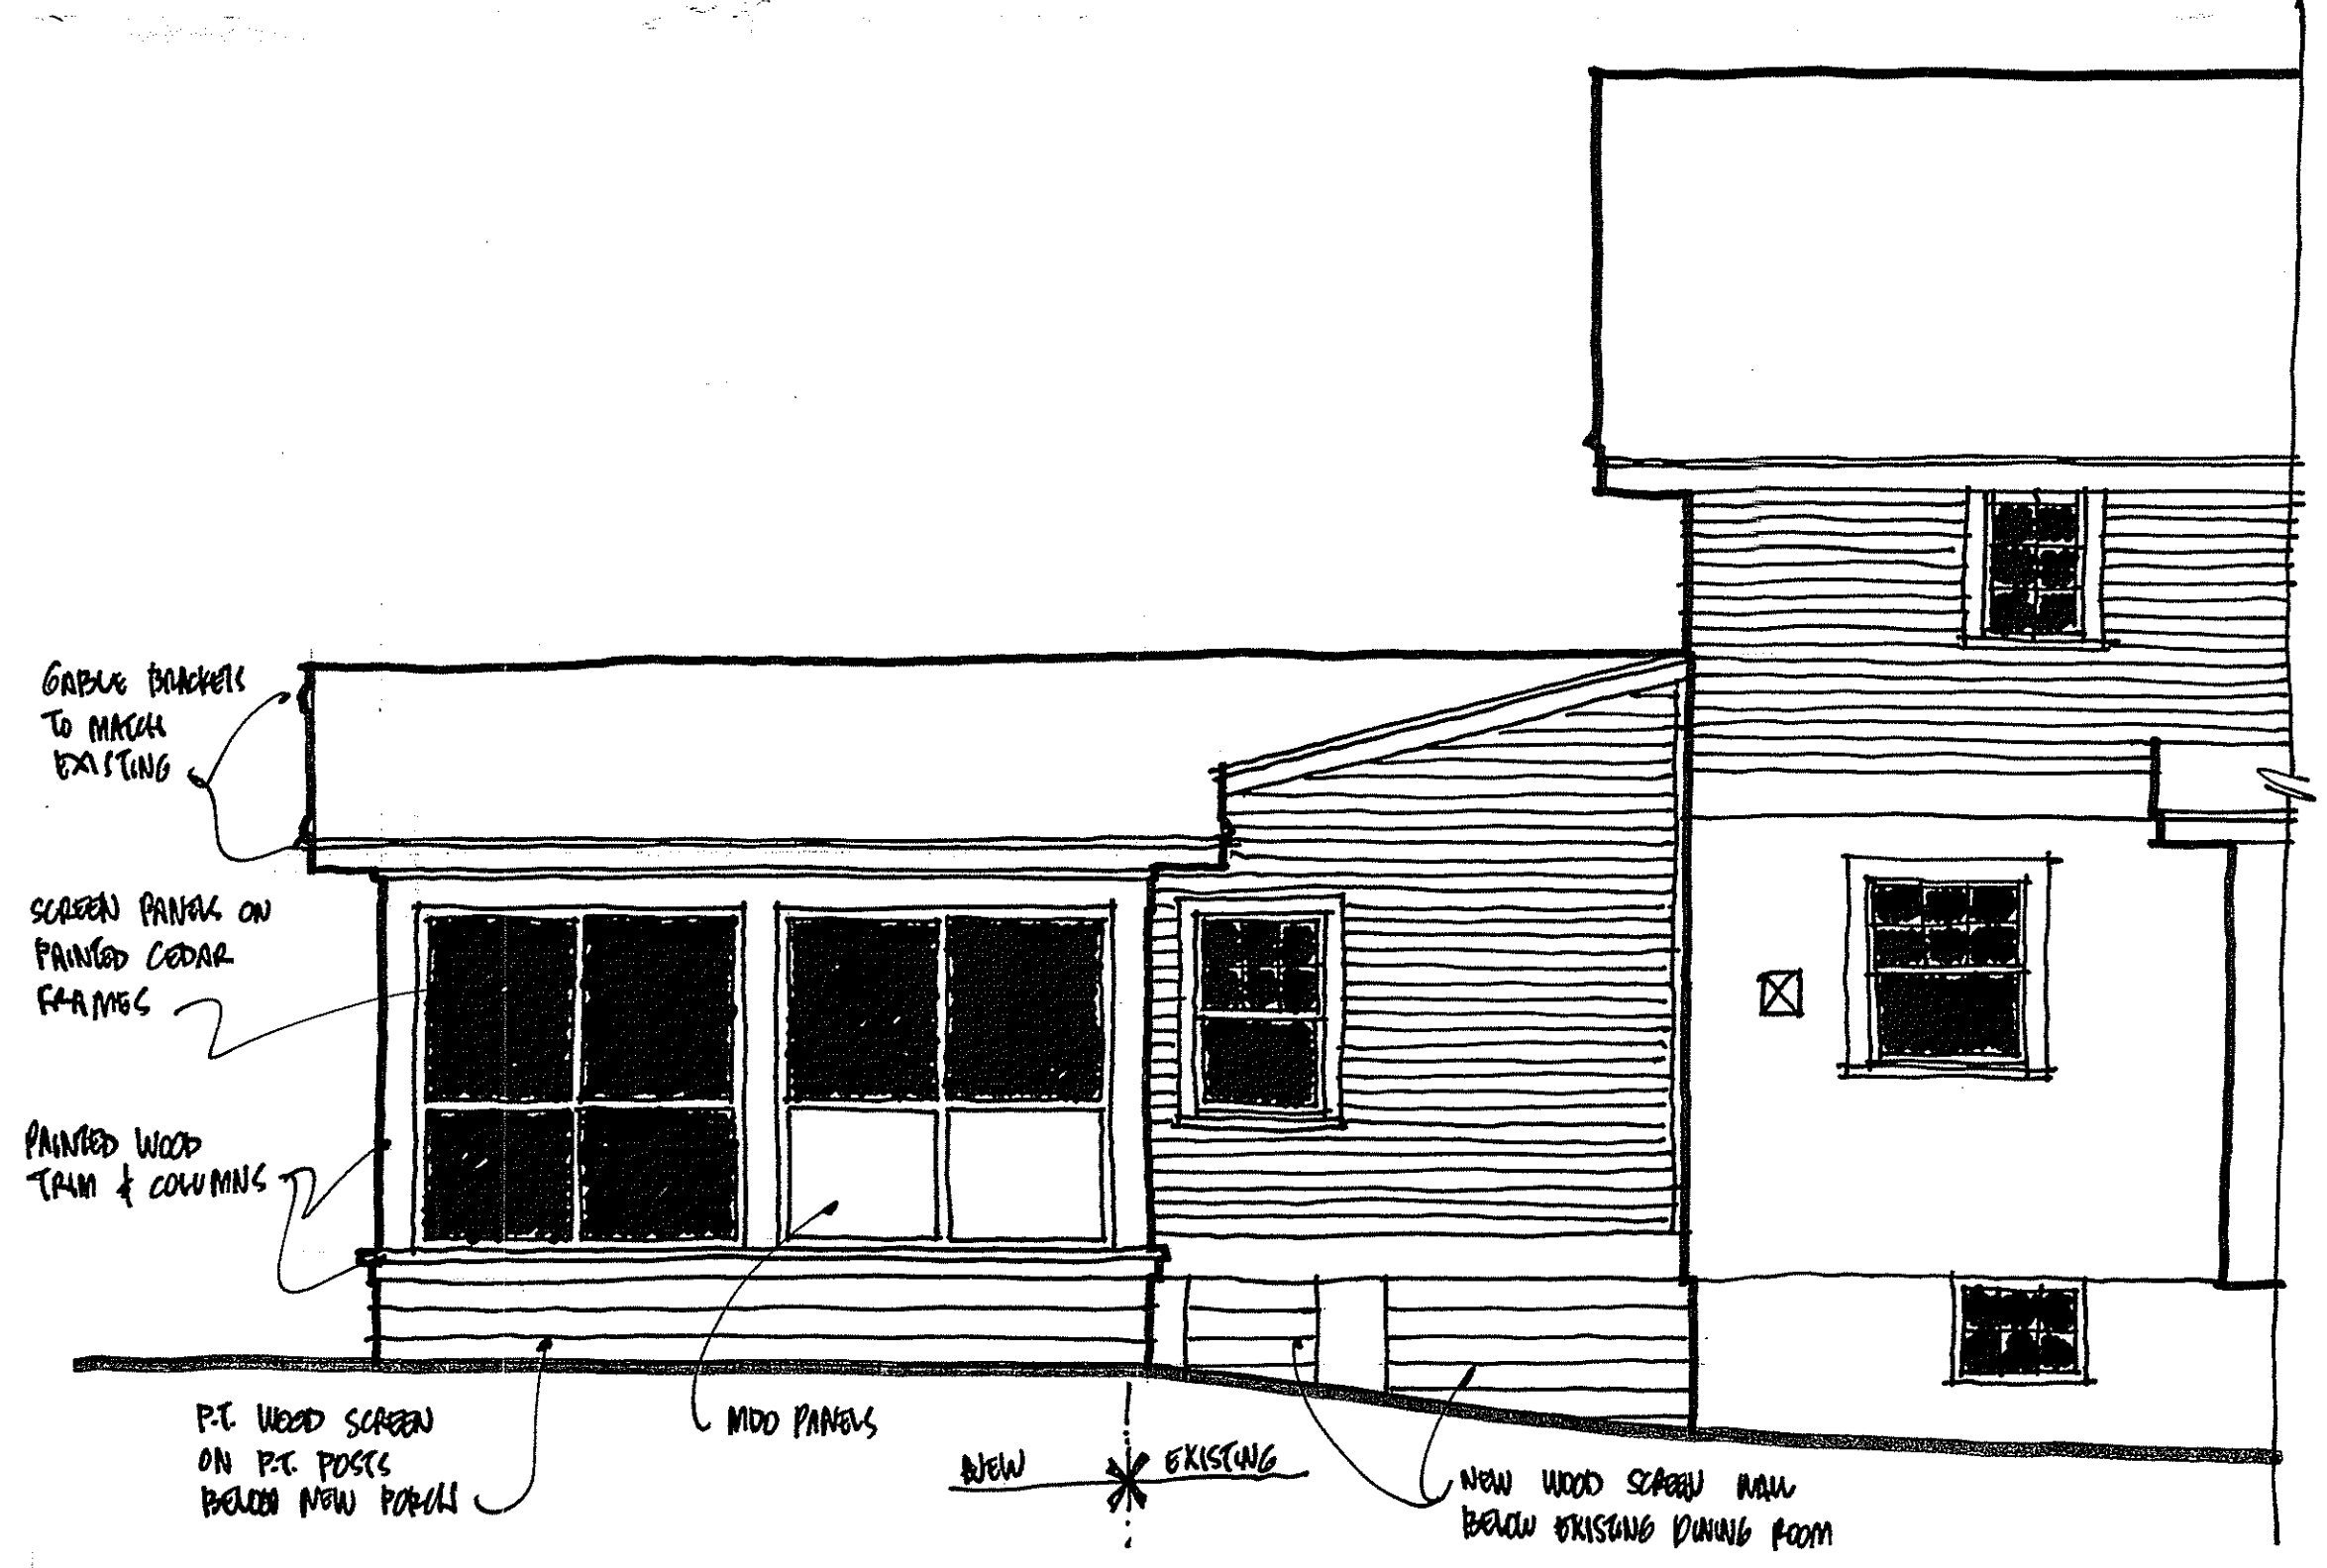 GABLE BRACKETS
TO MATCH
EXISTING
SCREEN PANELS ON
PAINTED CEDAR
FRAMES
PAINTED WOOD
TRIM & COLUMNS
P.T. WOOD SCREEN
ON P.T. POSTS
BELOW NEW PORCH
MDO PANELS
NEW
EXISTING
NEW WOOD SCREEN WALL
BELOW EXISTING DINING ROOM